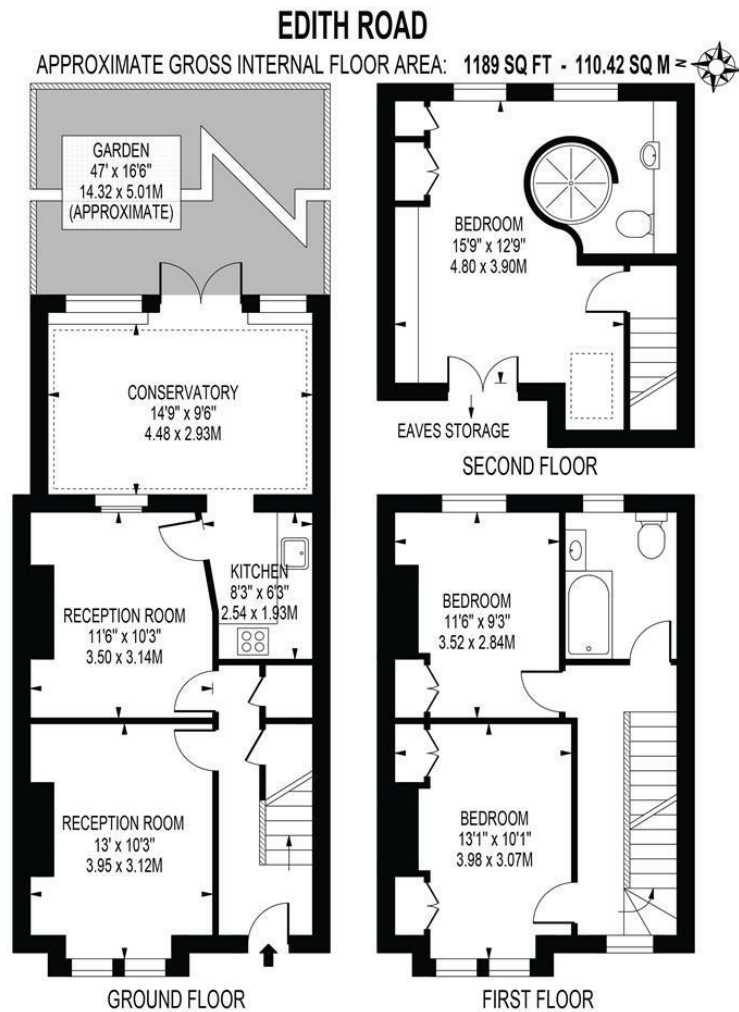 EDITH ROAD
APPROXIMATE GROSS INTERNAL FLOOR AREA: 1189 SQ FT - 110.42 SQ M
N
GARDEN
47' x 16'6"
14.32 x 5.01M
(APPROXIMATE)
CONSERVATORY
14'9" x 9'6"
4.48 x 2.93M
KITCHEN
8'3" x 6'3"
2.54 x 1.93M
RECEPTION ROOM
11'6" x 10'3"
3.50 x 3.14M
RECEPTION ROOM
13' x 10'3"
3.95 x 3.12M
GROUND FLOOR
BEDROOM
15'9" x 12'9"
4.80 x 3.90M
EAVES STORAGE
SECOND FLOOR
BEDROOM
11'6" x 9'3"
3.52 x 2.84M
BEDROOM
13'1" x 10'1"
3.98 x 3.07M
FIRST FLOOR